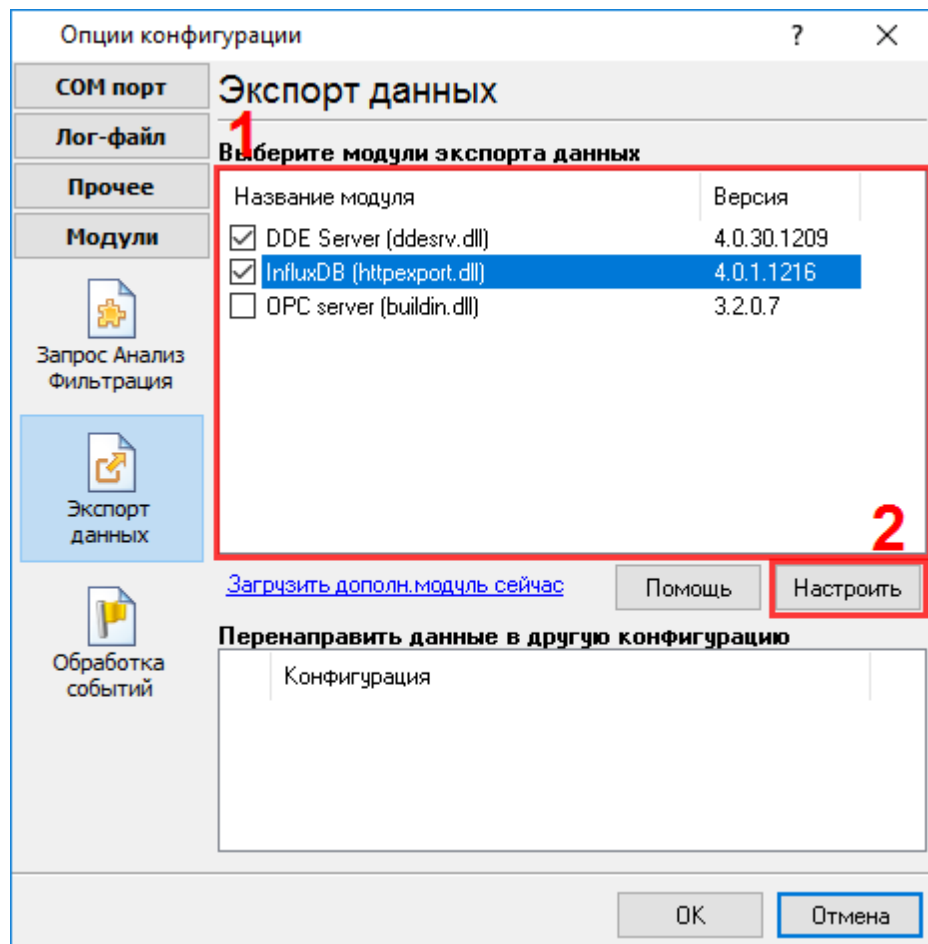 Опции конфигурации
?
COM порт
Лог-файл
Прочее
Модули
Запрос Анализ
Фильтрация
Экспорт
данных
Обработка
событий
Экспорт данных
1
Выберите модули экспорта данных
Название модуля Версия
DDE Server (ddesrv.dll) 4.0.30.1209
InfluxDB (httpexport.dll) 4.0.1.1216
OPC server (buildin.dll) 3.2.0.7
2
Загрузить дополн.модуль сейчас Помощь Настроить
Перенаправить данные в другую конфигурацию
Конфигурация
OK Отмена